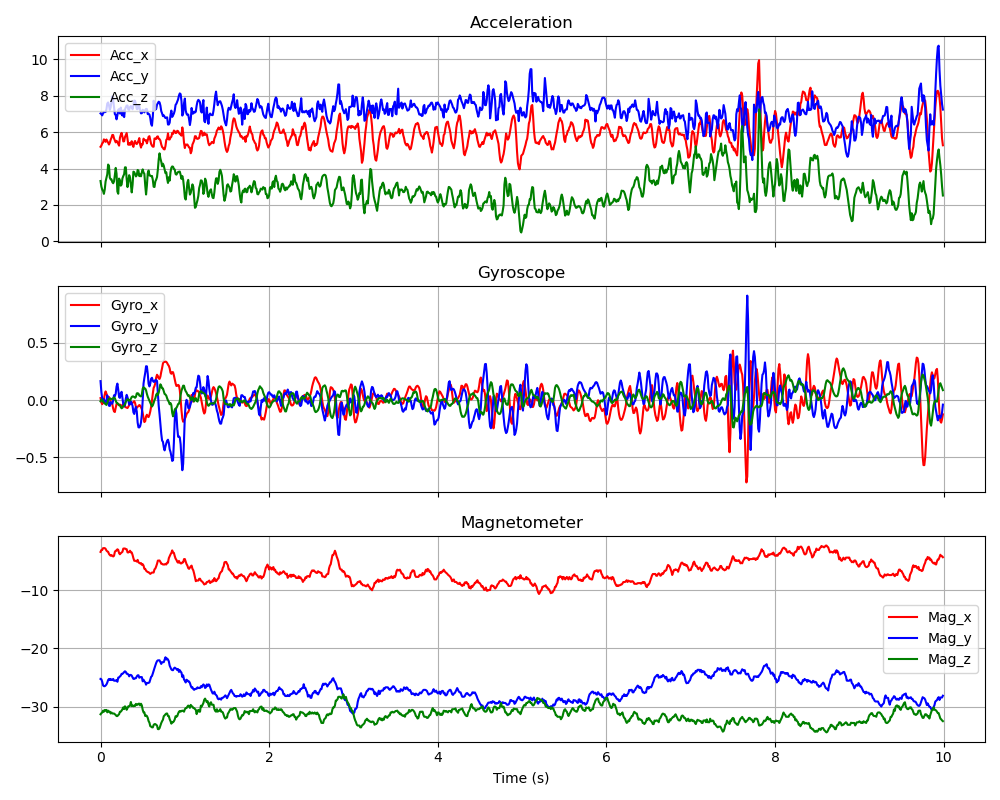 Acceleration
10
8
6
4
2
0
Acc_x
Acc_y
Acc_z
Gyroscope
0.5
0.0
−0.5
Gyro_x
Gyro_y
Gyro_z
Magnetometer
−10
−20
−30
Mag_x
Mag_y
Mag_z
0 2 4 6 8 10
Time (s)